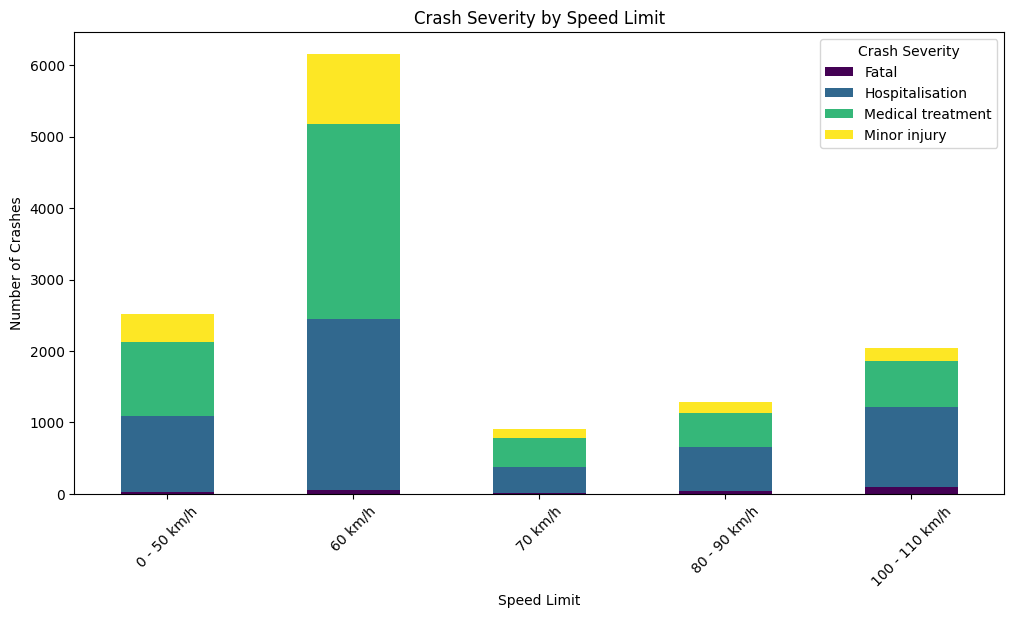 Crash Severity by Speed Limit
Crash Severity
Fatal
Hospitalisation
Medical treatment
Minor injury
Number of Crashes
6000
5000
4000
3000
2000
1000
0
0 - 50 km/h
60 km/h
70 km/h
80 - 90 km/h
100 - 110 km/h
Speed Limit